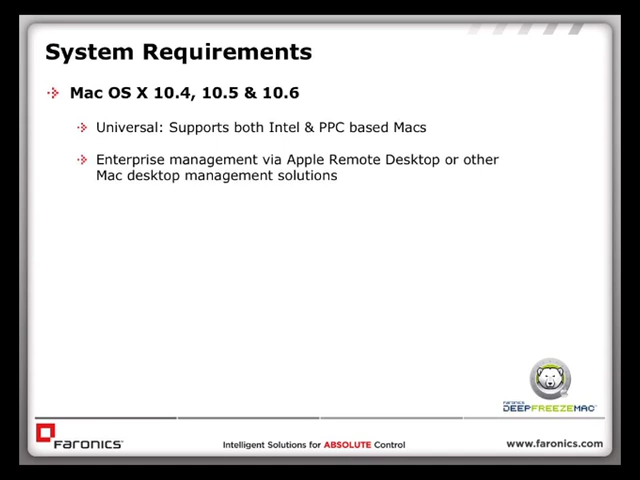 System Requirements
Mac OS X 10.4, 10.5 & 10.6
Universal: Supports both Intel & PPC based Macs
Enterprise management via Apple Remote Desktop or other
Mac desktop management solutions
FARONICS
DEEPFREEZEMAC
FARONICS
Intelligent Solutions for ABSOLUTE Control
www.faronics.com